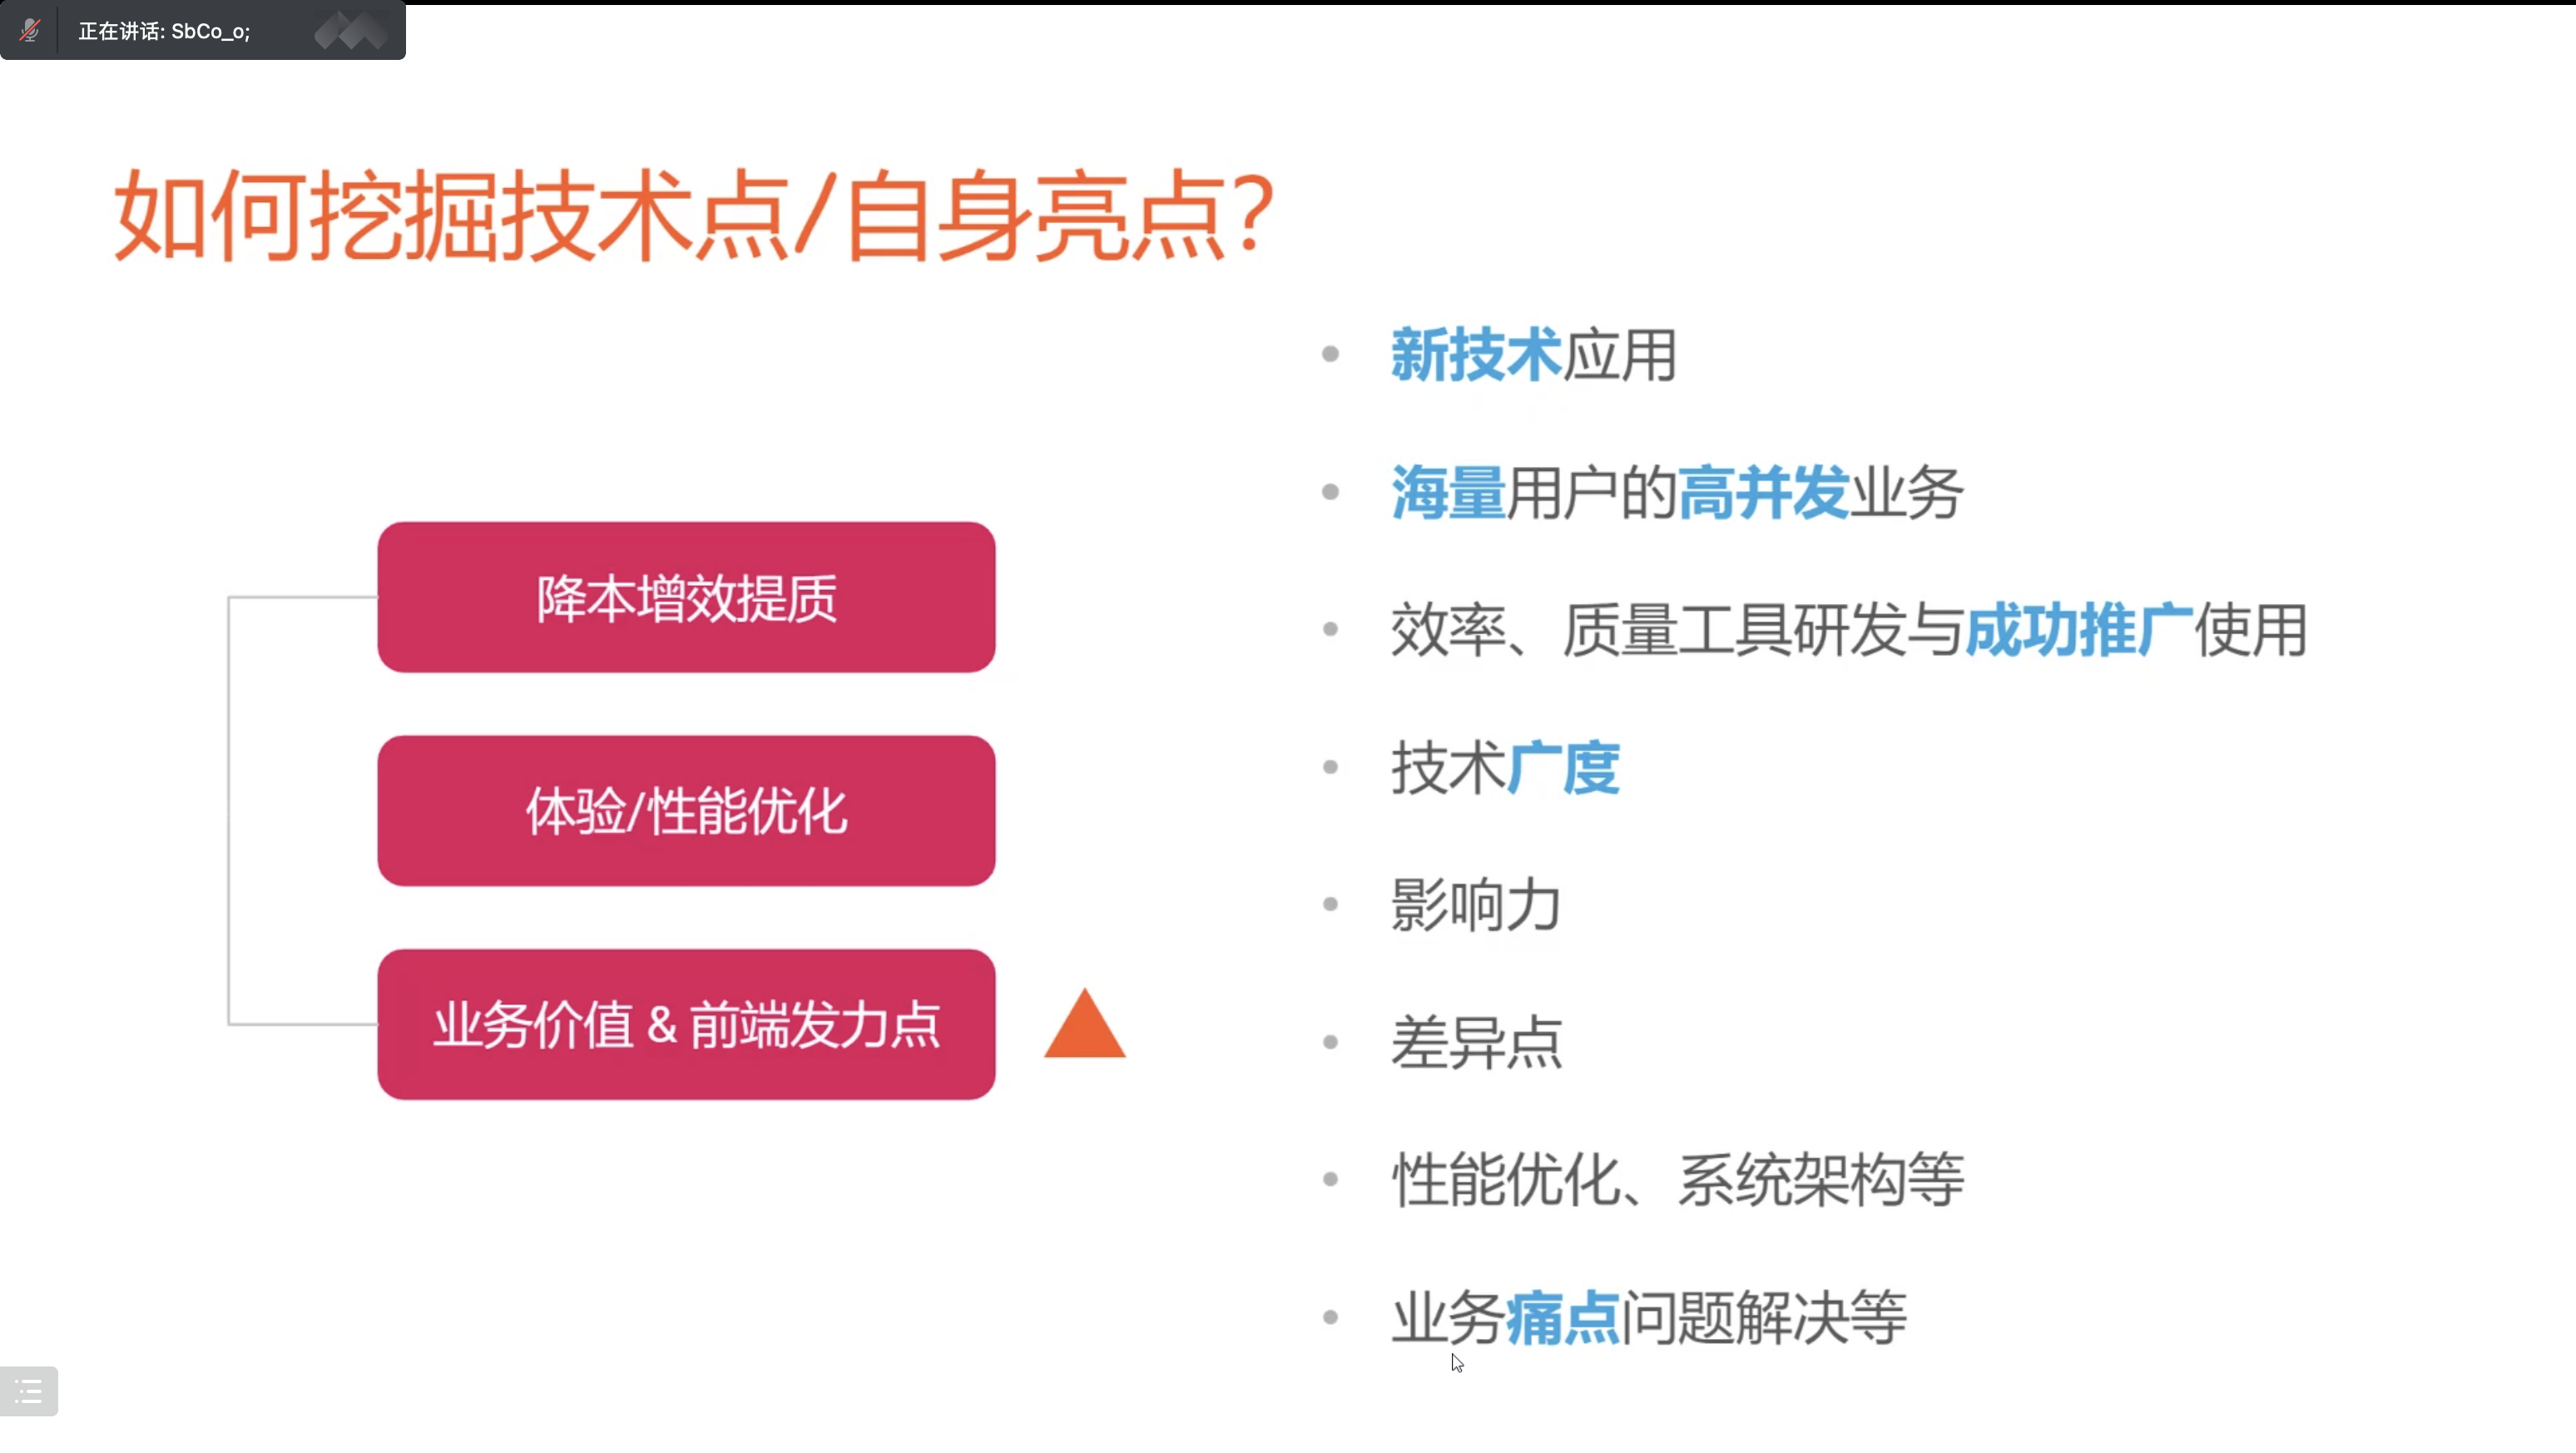 正在讲话: SbCo_o;
如何挖掘技术点/自身亮点？
降本增效提质
体验/性能优化
业务价值 & 前端发力点
新技术应用
海量用户的高并发业务
效率、质量工具研发与成功推广使用
技术广度
影响力
差异点
性能优化、系统架构等
业务痛点问题解决等